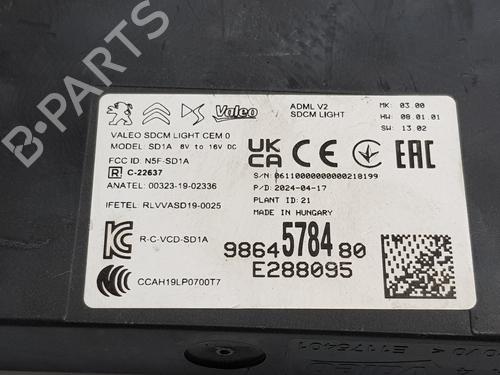 Valeo
ADML V2
SDCM LIGHT
MK: 03.00
HW: 08.01.01
SW: 13.02
VALEO SDCM LIGHT CEM 0
MODEL SD1A 8V to 16V DC
FCC ID: N5F-SD1A
R C-22637
ANATEL: 00323-19-02336
IFETEL: RLVVASD19-0025
UK
CA
CE
EAC
S/N:0611000000000218199
P/D:2024-04-17
PLANT ID:21
MADE IN HUNGARY
R-C-VCD-SD1A
98645784 80
E288095
CCAH19LP0700T7
B-PARTS